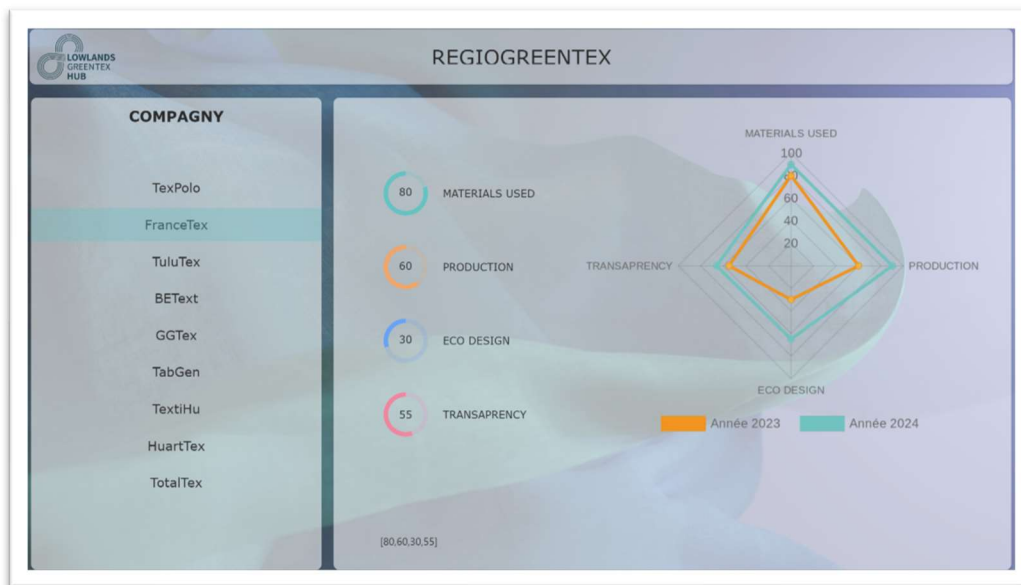 LOWLANDS
GREENTEX
HUB
REGIOGREENTEX
COMPAGNY
TexPolo
FranceTex
TuluTex
BEText
GGTex
TabGen
TextiHu
HuartTex
TotalTex
80 MATERIALS USED
60 PRODUCTION
30 ECO DESIGN
55 TRANSAPRENCY
[80,60,30,55]
MATERIALS USED
100
80
60
40
20
TRANSAPRENCY
PRODUCTION
ECO DESIGN
Année 2023 Année 2024